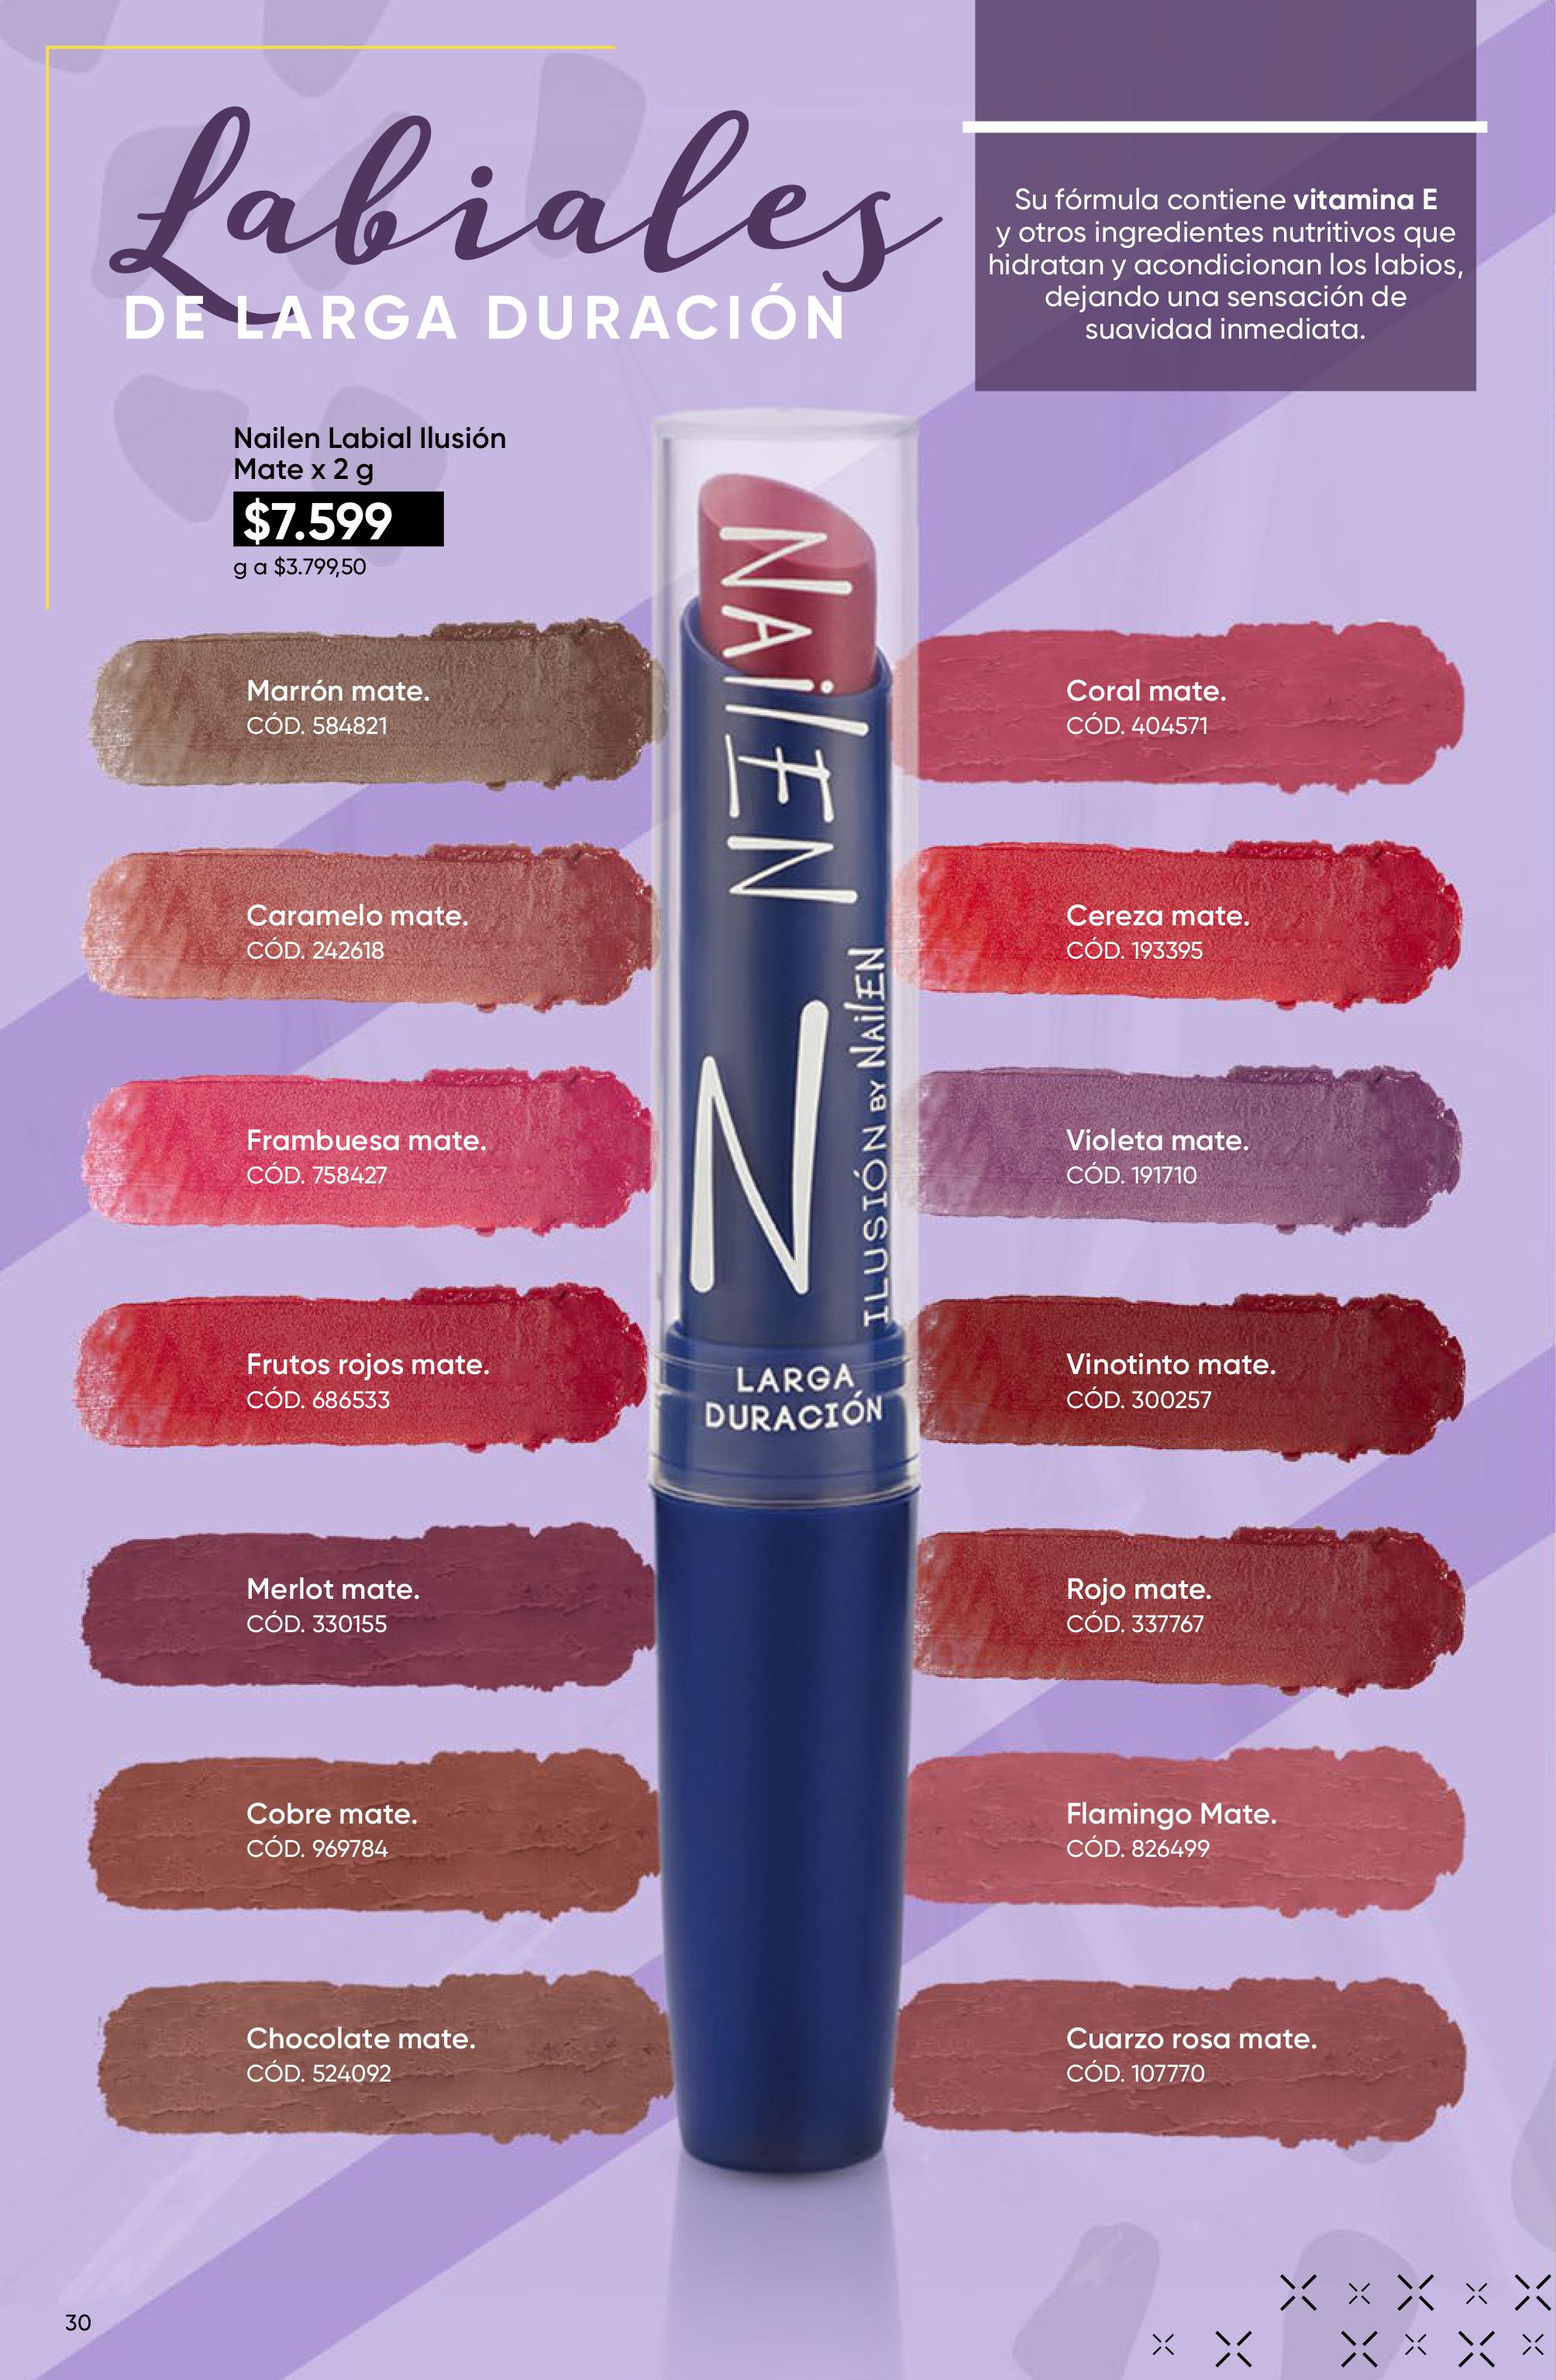 Labiales
DE LARGA DURACIÓN
Su fórmula contiene vitamina E
y otros ingredientes nutritivos que
hidratan y acondicionan los labios,
dejando una sensación de
suavidad inmediata.
Nailen Labial Ilusión
Mate x 2 g
$7.599
g a $3.799,50
Marrón mate.
CÓD. 584821
Caramelo mate.
CÓD. 242618
Frambuesa mate.
CÓD. 758427
Frutos rojos mate.
CÓD. 686533
Merlot mate.
CÓD. 330155
Cobre mate.
CÓD. 969784
Chocolate mate.
CÓD. 524092
NAilEN
N
ILUSIÓN BY NAilEN
LARGA
DURACIÓN
Coral mate.
CÓD. 404571
Cereza mate.
CÓD. 193395
Violeta mate.
CÓD. 191710
Vinotinto mate.
CÓD. 300257
Rojo mate.
CÓD. 337767
Flamingo Mate.
CÓD. 826499
Cuarzo rosa mate.
CÓD. 107770
30